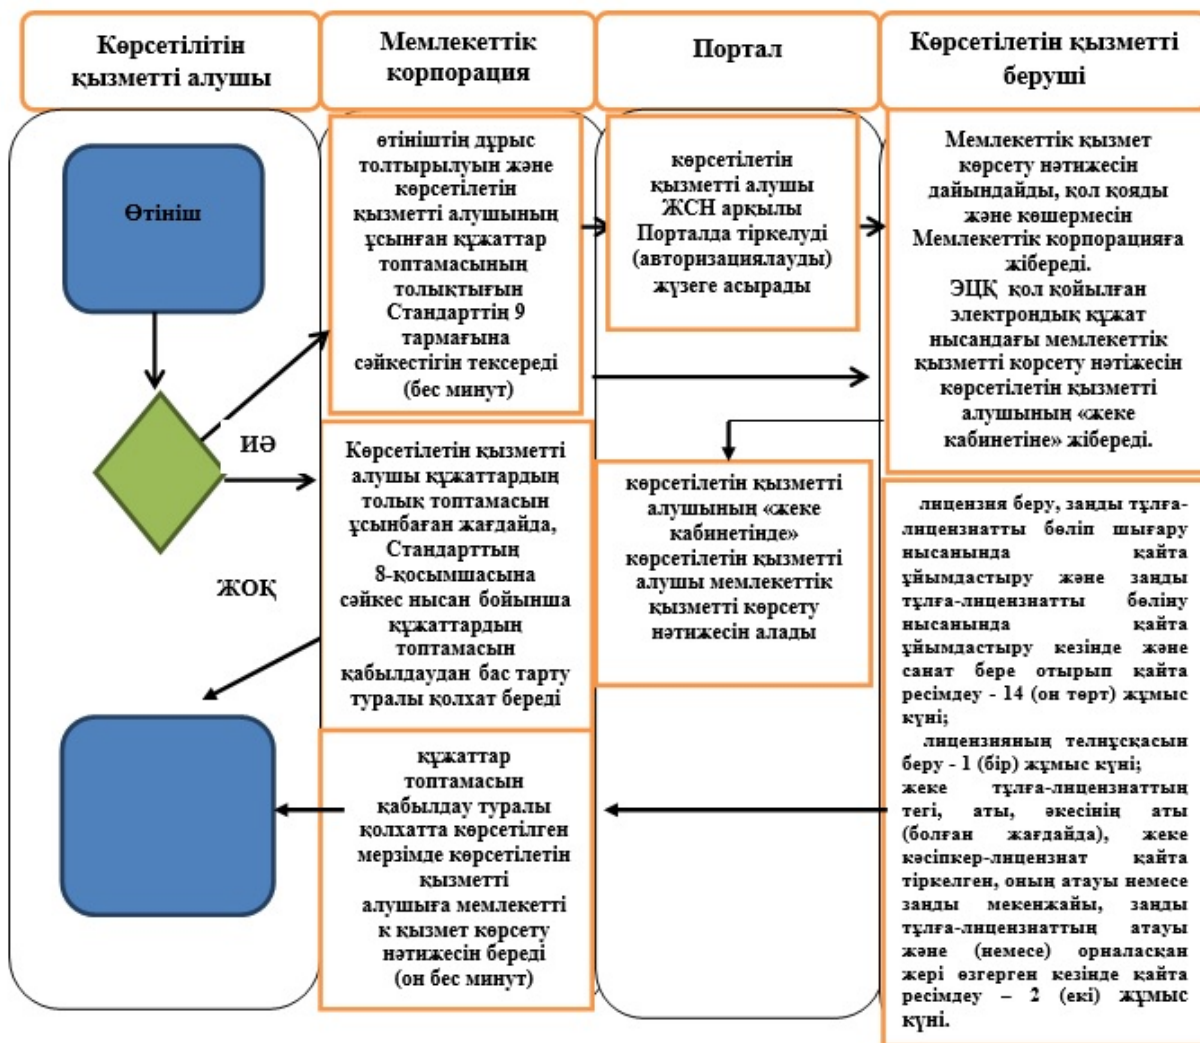 Көрсетілітін
қызметті алушы
Мемлекеттік
корпорация
Портал
Көрсетілетін қызметті
беруші
Өтініш
ИӘ
ЖОҚ
өтініштің дұрыс
толтырылуын және
көрсетілетін
қызметті алушының
ұсынған құжаттар
топтамасының
толықтығын
Стандарттің 9
тармағына
сәйкестігін тексереді
(бес минут)
Көрсетілетін қызметті
алушы құжаттардың
толық топтамасын
ұсынбаған жағдайда,
Стандарттың
8-қосымшасына
сәйкес нысан бойынша
құжаттардың
топтамасын
қабылдаудан бас тарту
туралы қолхат береді
құжаттар
топтамасын
қабылдау туралы
қолхатта көрсетілген
мерзімде көрсетілетін
қызметті
алушыға мемлекетті
к қызмет көрсету
нәтижесін береді
(он бес минут)
көрсетілетін
қызметті алушы
ЖСН арқылы
Порталда тіркелуді
(авторизациялауды)
жүзеге асырады
көрсетілетін қызметті
алушының «жеке
кабинетінде»
көрсетілетін қызметті
алушы мемлекеттік
қызметті көрсету
нәтижесін алады
Мемлекеттік қызмет
көрсету нәтижесін
дайындайды, қол қояды
және көшермесін
Мемлекеттік корпорацияға
жібереді.
ЭЦҚ қол қойылған
электрондық құжат
нысандағы мемлекеттік
қызметті корсету нәтіжесін
көрсетілетін қызметті
алушының «жеке
кабинетіне» жібереді.
лицензия беру, заңды тұлға-
лицензиатты бөліп шығару
нысанында қайта
ұйымдастыру және заңды
тұлға-лицензиатты бөліну
нысанында қайта
ұйымдастыру кезінде және
санат бере отырып қайта
ресімдеу - 14 (он төрт) жұмыс
күні;
лицензияның телнұсқасын
беру - 1 (бір) жұмыс күні;
жеке тұлға-лицензиаттың
тегі, аты, әкесінің аты
(болған жағдайда), жеке
кәсіпкер-лицензиат қайта
тіркелген, оның атауы немесе
заңды мекенжайы, заңды
тұлға-лицензиаттың атауы
және (немесе) орналасқан
жері өзгерген кезінде қайта
ресімдеу – 2 (екі) жұмыс
күні.